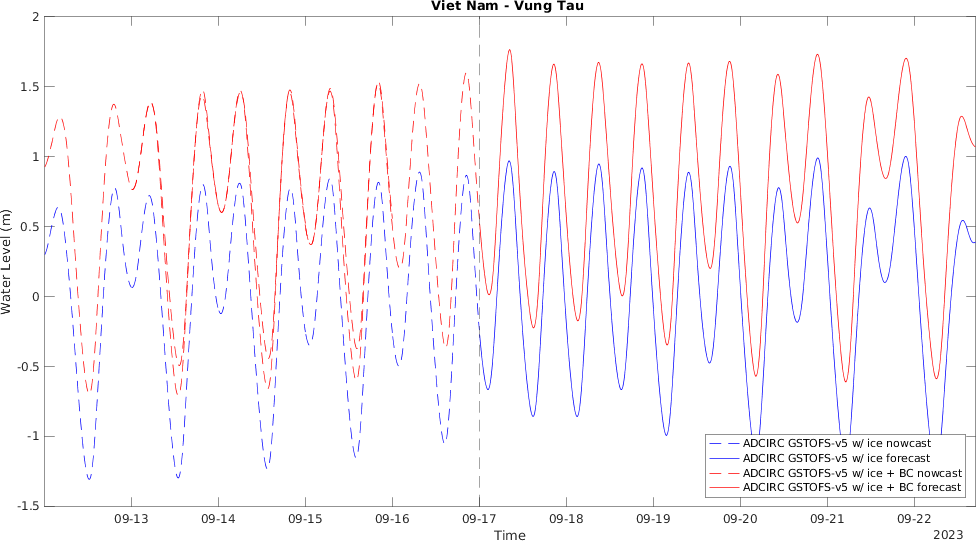 Viet Nam - Vung Tau
Water Level (m)
2
1.5
1
0.5
0
-0.5
-1
-1.5
09-13
09-14
09-15
09-16
09-17
09-18
09-19
09-20
09-21
09-22
Time
2023
ADCIRC GSTOFS-v5 w/ ice nowcast
ADCIRC GSTOFS-v5 w/ ice forecast
ADCIRC GSTOFS-v5 w/ ice + BC nowcast
ADCIRC GSTOFS-v5 w/ ice + BC forecast